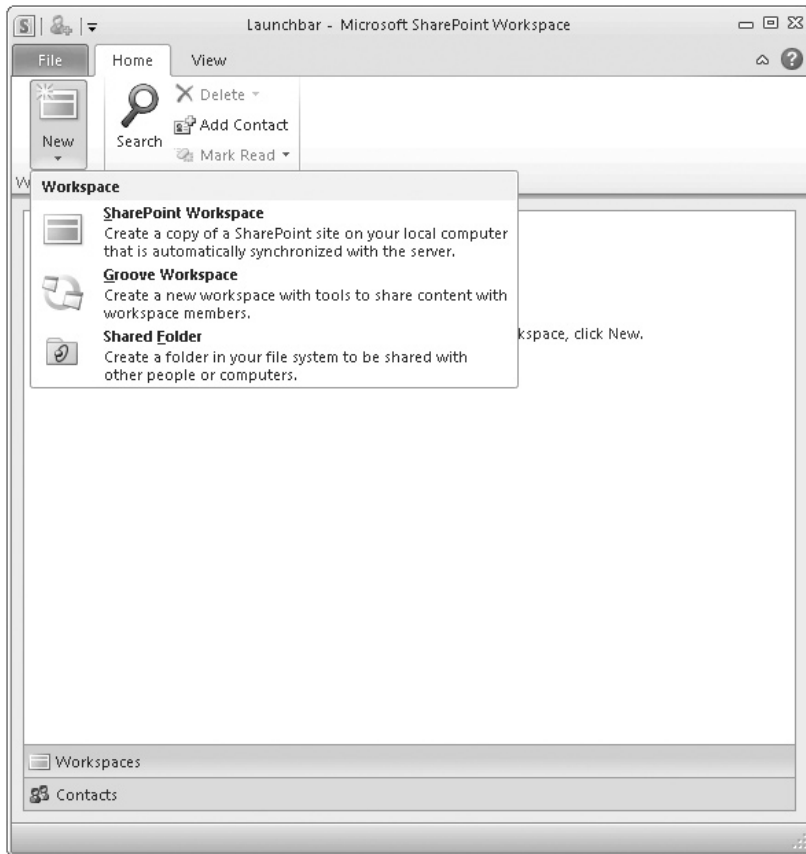 Launchbar - Microsoft SharePoint Workspace
File Home View
New
Search
Delete
Add Contact
Mark Read
W
Workspace
SharePoint Workspace
Create a copy of a SharePoint site on your local computer
that is automatically synchronized with the server.
Groove Workspace
Create a new workspace with tools to share content with
workspace members.
Shared Folder
Create a folder in your file system to be shared with
other people or computers.
kspace, click New.
Workspaces
Contacts